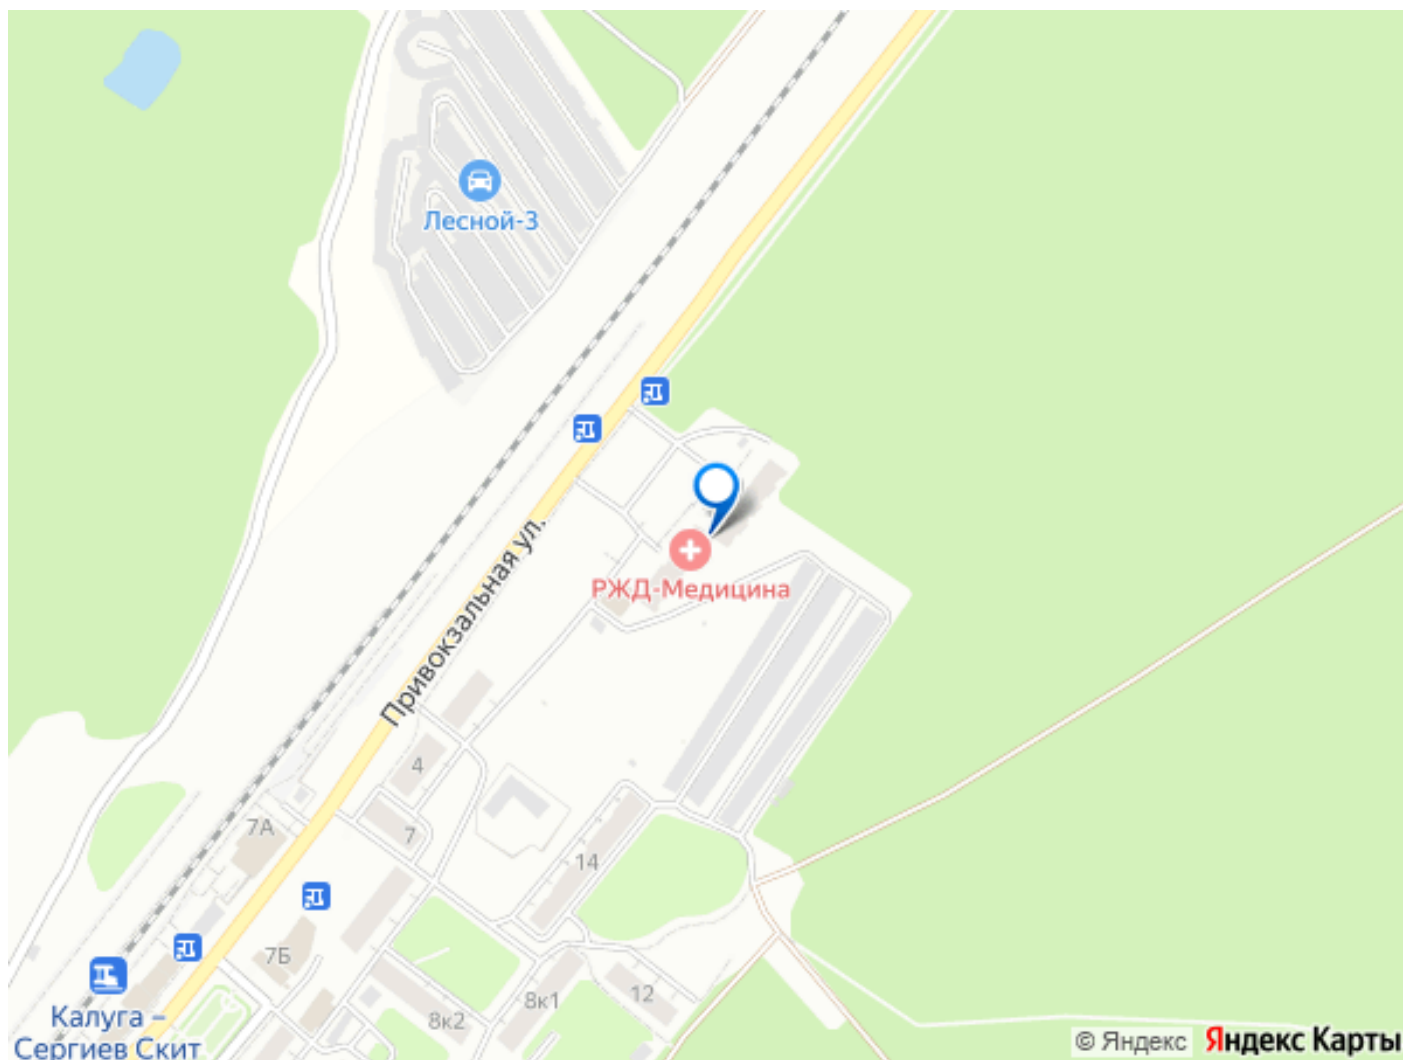 Лесной-3
Привокзальная ул.
РЖД-Медицина
4
7А
7
14
7Б
12
8к1
8к2
Калуга –
Сергиев Скит
© Яндекс Яндекс Карты